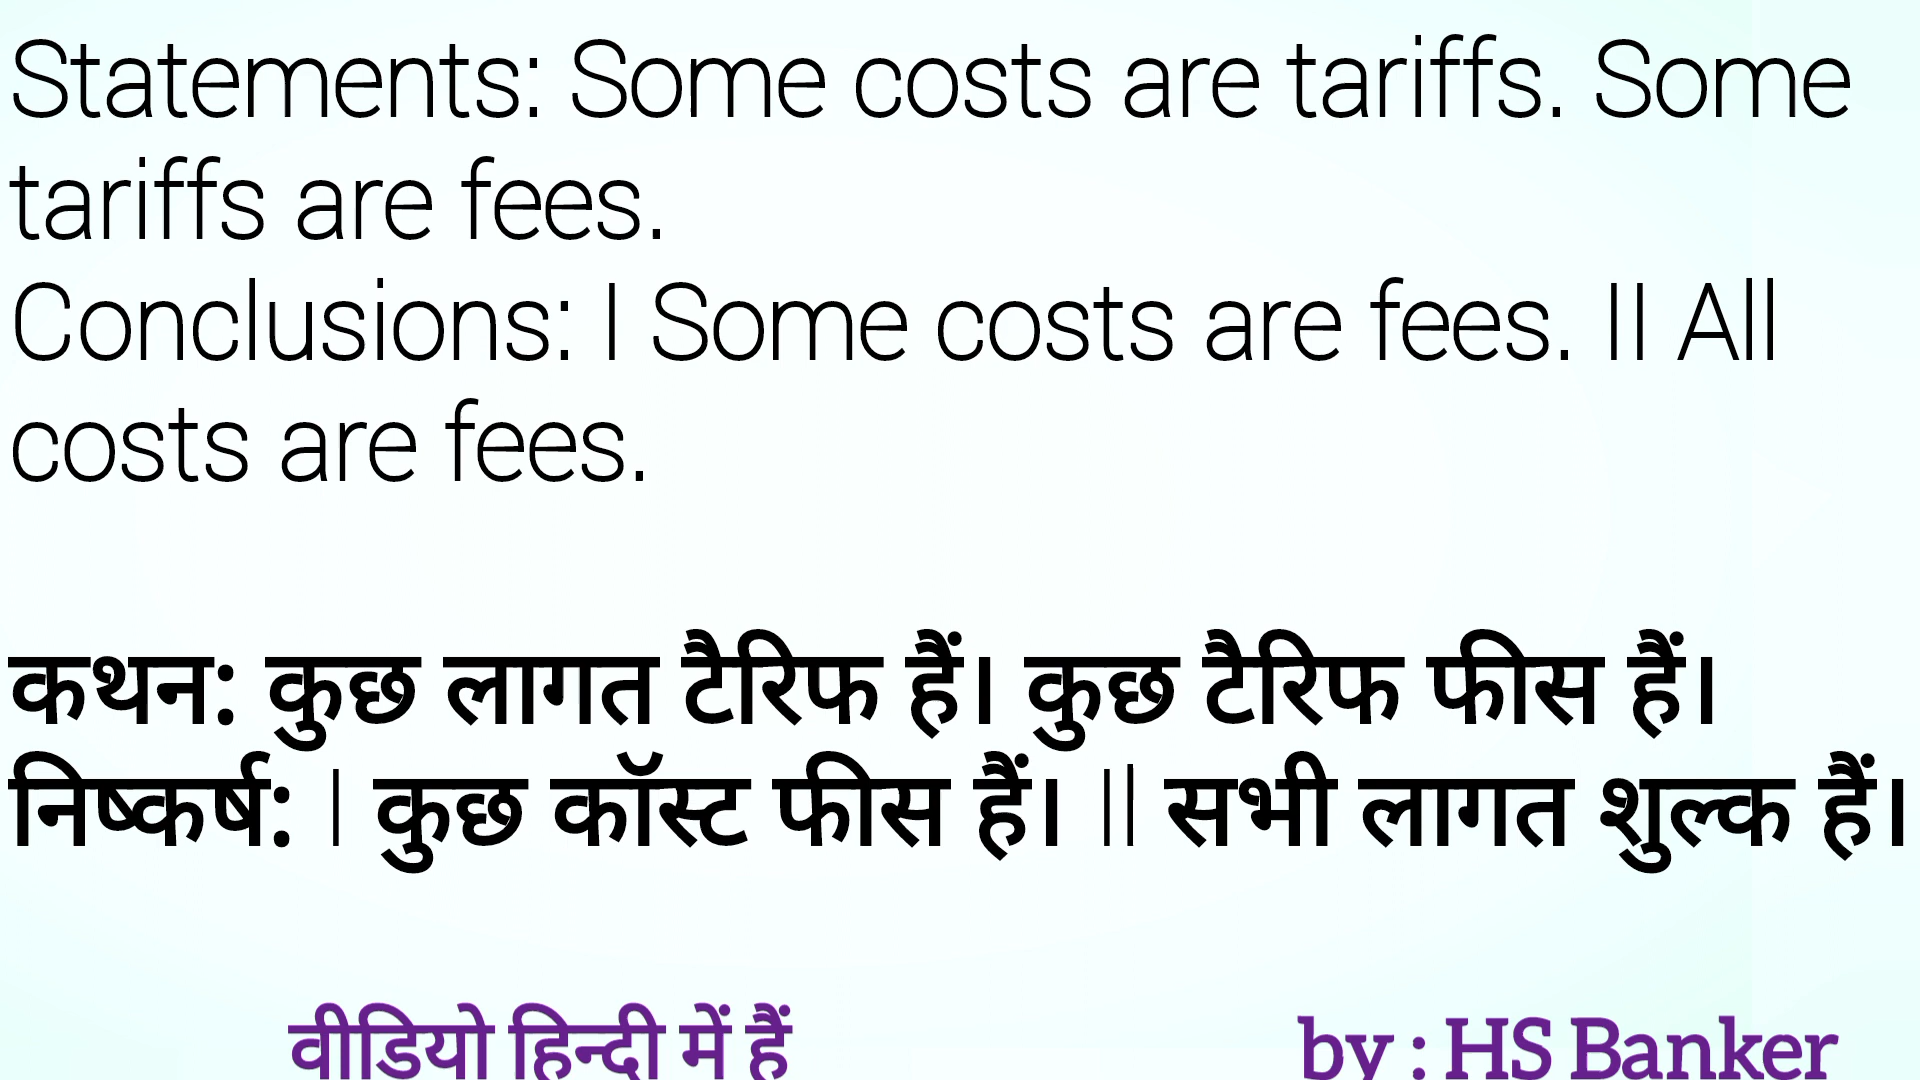 Statements: Some costs are tariffs. Some
tariffs are fees.
Conclusions: I Some costs are fees. II All
costs are fees.
कथन: कुछ लागत टैरिफ हैं। कुछ टैरिफ फीस हैं।
निष्कर्ष: I कुछ कॉस्ट फीस हैं। II सभी लागत शुल्क हैं।
वीडियो हिन्दी में हैं
by : HS Banker